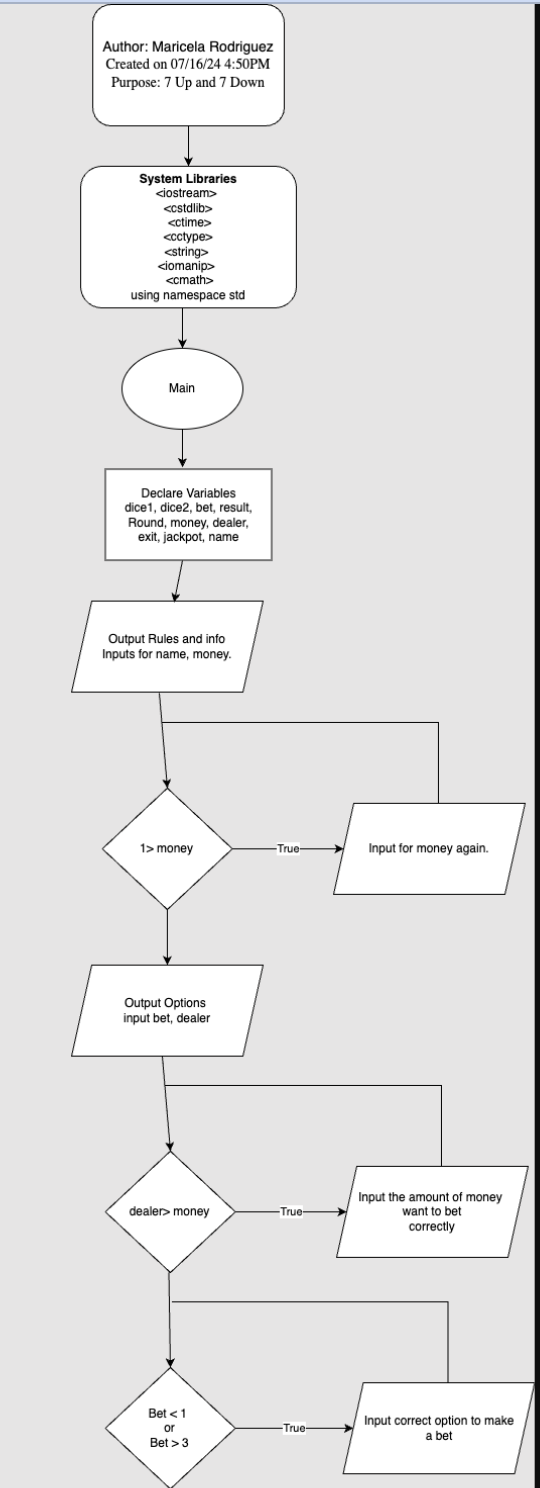 Author: Maricela Rodriguez
Created on 07/16/24 4:50PM
Purpose: 7 Up and 7 Down
System Libraries
<iostream>
<cstdlib>
<ctime>
<cctype>
<string>
<iomanip>
<cmath>
using namespace std
Main
Declare Variables
dice1, dice2, bet, result,
Round, money, dealer,
exit, jackpot, name
Output Rules and info
Inputs for name, money.
1> money
True
Input for money again.
Output Options
input bet, dealer
dealer> money
True
Input the amount of money
want to bet
correctly
Bet < 1
or
Bet > 3
True
Input correct option to make
a bet